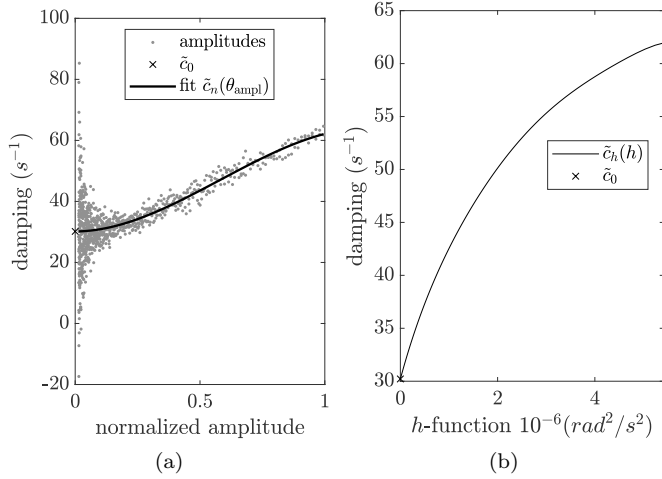 100
80
60
40
20
0
-20
damping (s⁻¹)
amplitudes
c̃₀
fit c̃ₙ(θₐₘₚₗ)
0
0.5
1
normalized amplitude
(a)
65
60
55
50
45
40
35
30
damping (s⁻¹)
c̃ₕ(h)
c̃₀
0
2
4
h-function 10⁻⁶(rad²/s²)
(b)